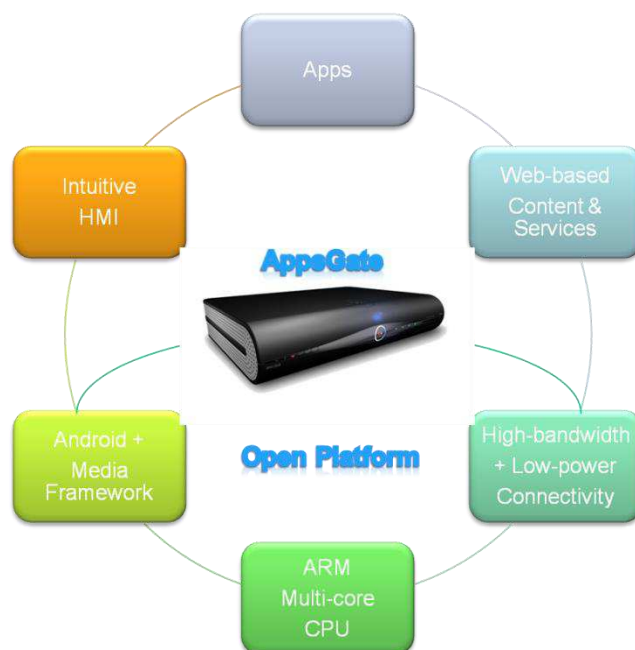 Apps
Intuitive
HMI
Web-based
Content &
Services
AppsGate
Android +
Media
Framework
Open Platform
High-bandwidth
+ Low-power
Connectivity
ARM
Multi-core
CPU